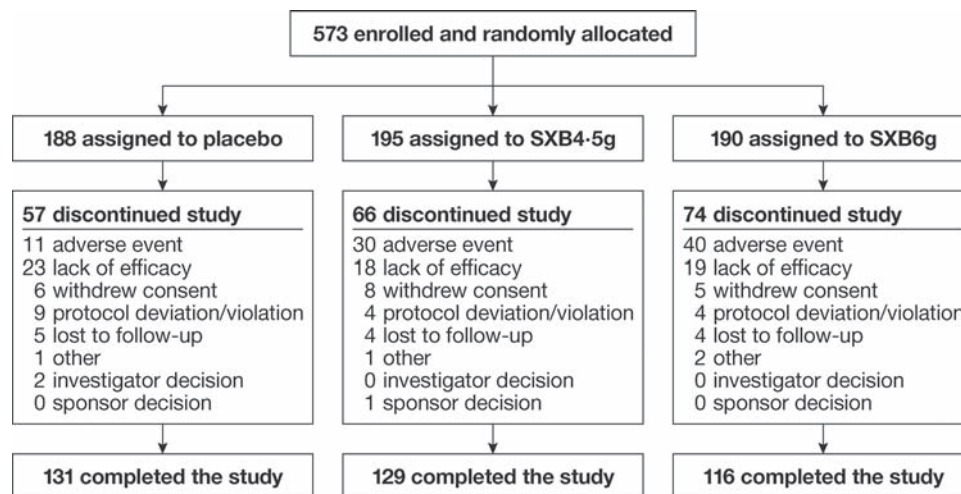 573 enrolled and randomly allocated
188 assigned to placebo
195 assigned to SXB4·5g
190 assigned to SXB6g
57 discontinued study
11 adverse event
23 lack of efficacy
6 withdrew consent
9 protocol deviation/violation
5 lost to follow-up
1 other
2 investigator decision
0 sponsor decision
66 discontinued study
30 adverse event
18 lack of efficacy
8 withdrew consent
4 protocol deviation/violation
4 lost to follow-up
1 other
0 investigator decision
1 sponsor decision
74 discontinued study
40 adverse event
19 lack of efficacy
5 withdrew consent
4 protocol deviation/violation
4 lost to follow-up
2 other
0 investigator decision
0 sponsor decision
131 completed the study
129 completed the study
116 completed the study